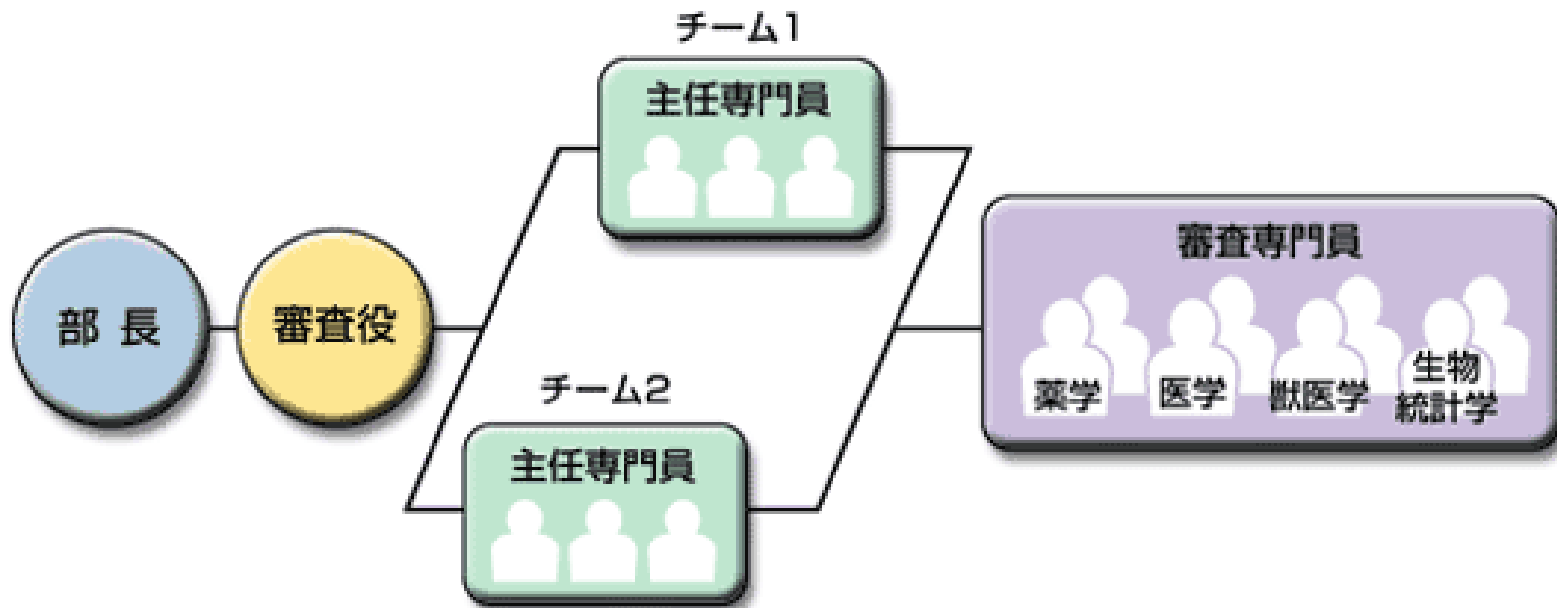 チーム1
主任専門員
部 長
審査役
チーム2
主任専門員
審査専門員
薬学
医学
獣医学
生物
統計学